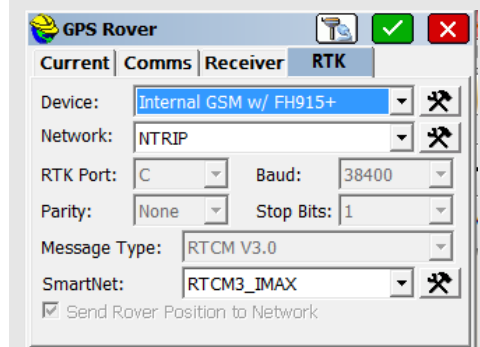 GPS Rover
Current Comms Receiver RTK
Device: Internal GSM w/ FH915+
Network: NTRIP
RTK Port: C Baud: 38400
Parity: None Stop Bits: 1
Message Type: RTCM V3.0
SmartNet: RTCM3_IMAX
Send Rover Position to Network